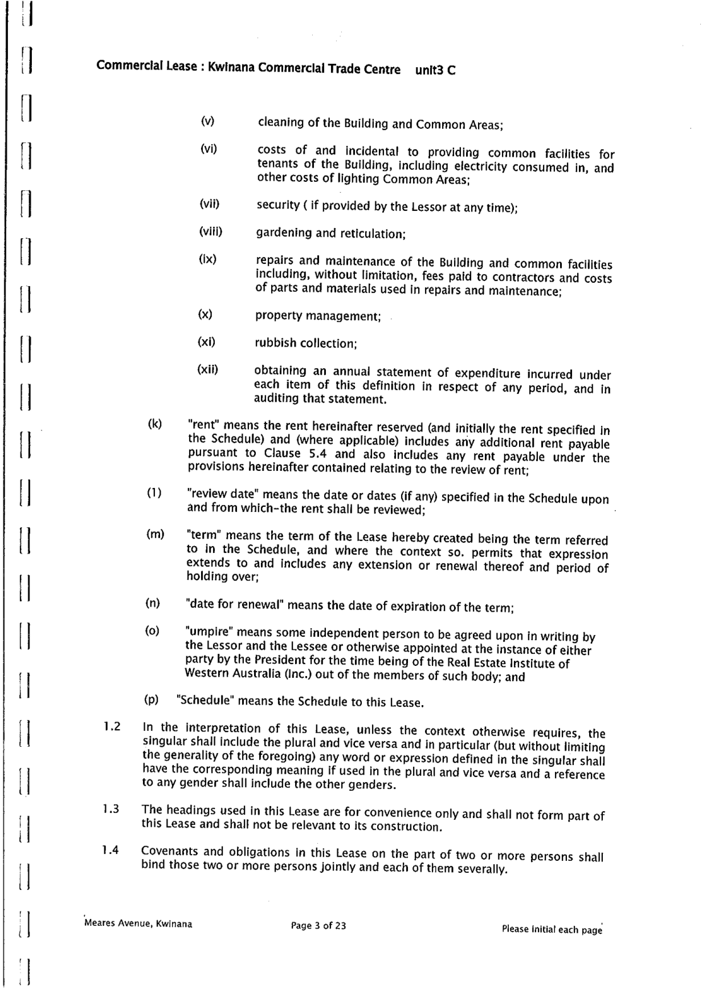 Commercial Lease : Kwinana Commercial Trade Centre unit3 C
(v) cleaning of the Building and Common Areas;
(vi) costs of and incidental to providing common facilities for
tenants of the Building, including electricity consumed in, and
other costs of lighting Common Areas;
(vii) security ( if provided by the Lessor at any time);
(viii) gardening and reticulation;
(ix) repairs and maintenance of the Building and common facilities
including, without limitation, fees paid to contractors and costs
of parts and materials used in repairs and maintenance;
(x) property management;
(xi) rubbish collection;
(xii) obtaining an annual statement of expenditure incurred under
each item of this definition in respect of any period, and in
auditing that statement.
(k) "rent" means the rent hereinafter reserved (and initially the rent specified in
the Schedule) and (where applicable) includes any additional rent payable
pursuant to Clause 5.4 and also includes any rent payable under the
provisions hereinafter contained relating to the review of rent;
(1) "review date" means the date or dates (if any) specified in the Schedule upon
and from which-the rent shall be reviewed;
(m) "term" means the term of the Lease hereby created being the term referred
to in the Schedule, and where the context so. permits that expression
extends to and includes any extension or renewal thereof and period of
holding over;
(n) "date for renewal" means the date of expiration of the term;
(o) "umpire" means some independent person to be agreed upon in writing by
the Lessor and the Lessee or otherwise appointed at the instance of either
party by the President for the time being of the Real Estate Institute of
Western Australia (Inc.) out of the members of such body; and
(p) "Schedule" means the Schedule to this Lease.
1.2 In the interpretation of this Lease, unless the context otherwise requires, the
singular shall include the plural and vice versa and in particular (but without limiting
the generality of the foregoing) any word or expression defined in the singular shall
have the corresponding meaning if used in the plural and vice versa and a reference
to any gender shall include the other genders.
1.3 The headings used in this Lease are for convenience only and shall not form part of
this Lease and shall not be relevant to its construction.
1.4 Covenants and obligations in this Lease on the part of two or more persons shall
bind those two or more persons jointly and each of them severally.
Meares Avenue, Kwinana Page 3 of 23 Please initial each page